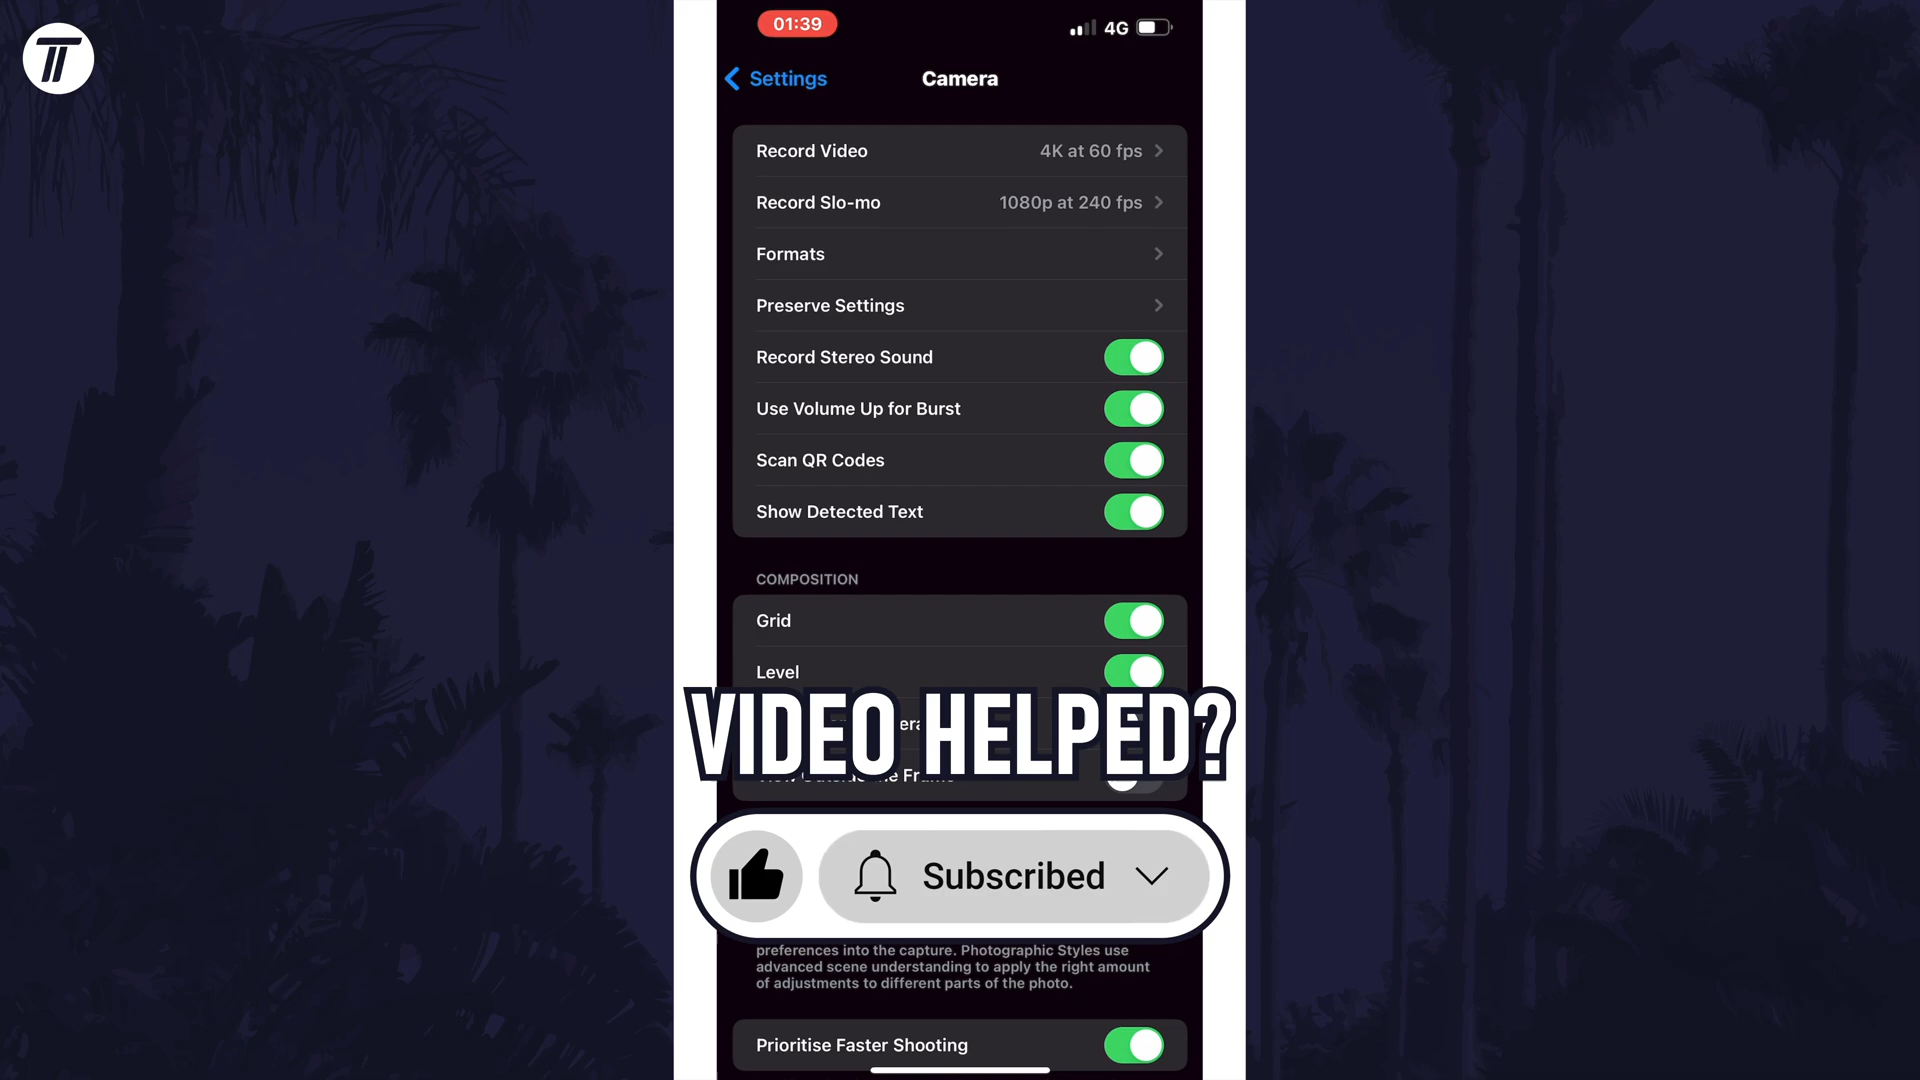 01:39 4G
Settings Camera
Record Video 4K at 60 fps
Record Slo-mo 1080p at 240 fps
Formats
Preserve Settings
Record Stereo Sound
Use Volume Up for Burst
Scan QR Codes
Show Detected Text
COMPOSITION
Grid
Level
VIDEO HELPED?
Subscribed
preferences into the capture. Photographic Styles use
advanced scene understanding to apply the right amount
of adjustments to different parts of the photo.
Prioritise Faster Shooting